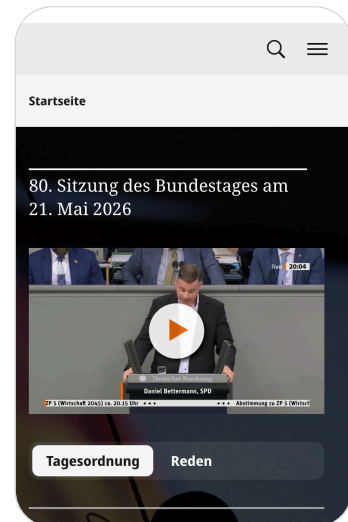 Startseite
80. Sitzung des Bundestages am
21. Mai 2026
live 20:04
Deutscher Bundestag
Daniel Bettermann, SPD
ZP 5 (Wirtschaft 2045) ca. 20.15 Uhr +++ +++ Abstimmung zu ZP 5 (Wirtsch
Tagesordnung Reden